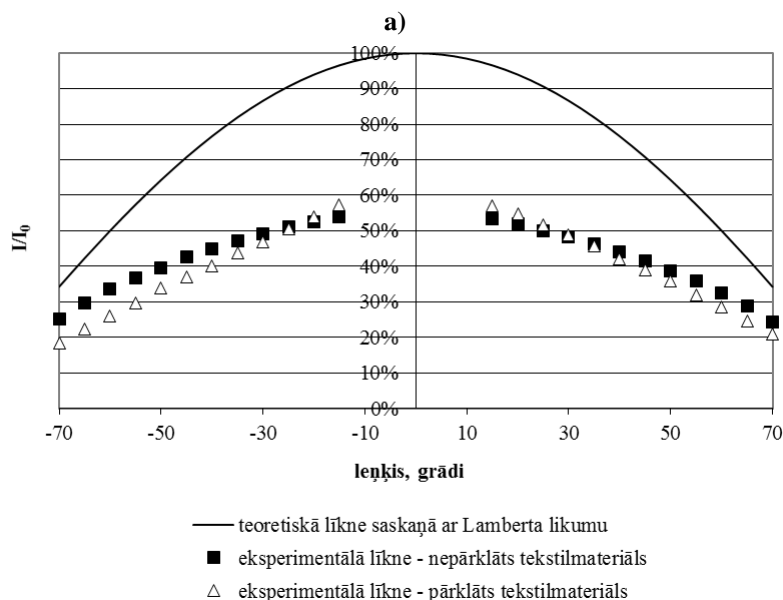 a)
100%
90%
80%
70%
60%
50%
40%
30%
20%
10%
0%
I/I₀
-70 -50 -30 -10 10 30 50 70
leņķis, grādi
teoretiskā līkne saskaņā ar Lamberta likumu
eksperimentālā līkne - nepārklāts tekstilmateriāls
eksperimentālā līkne - pārklāts tekstilmateriāls